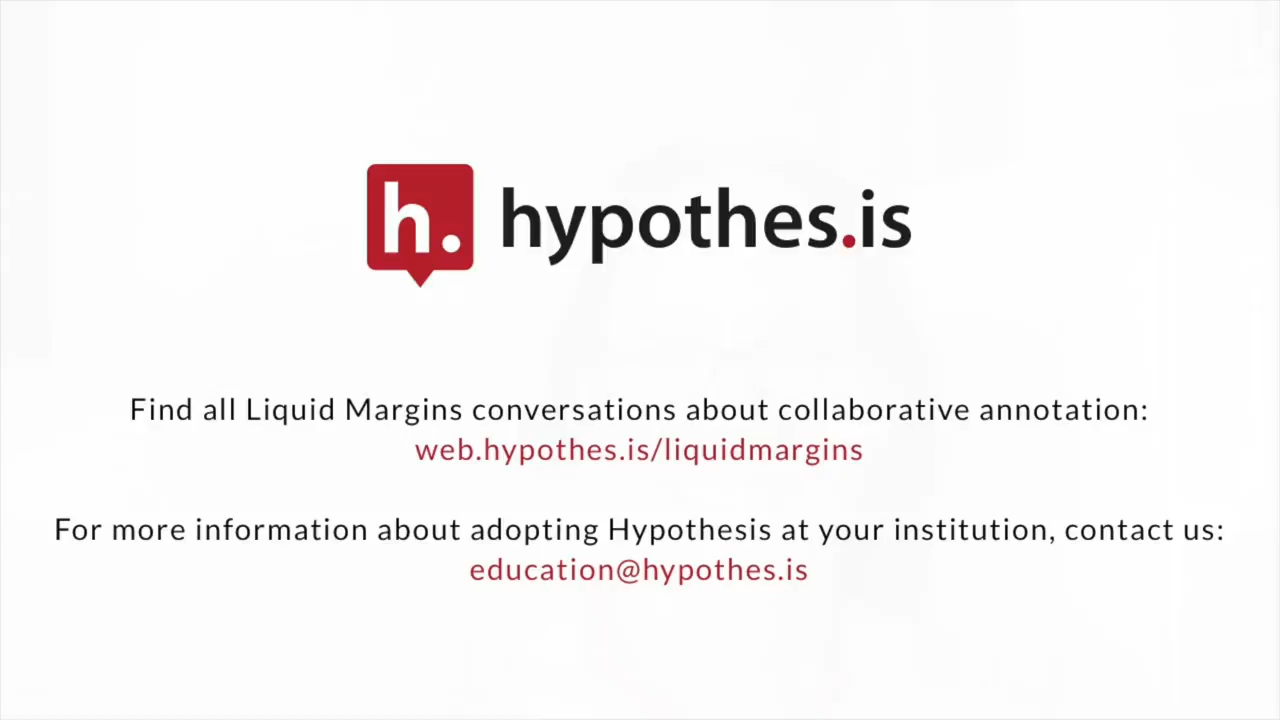 h. hypothes.is
Find all Liquid Margins conversations about collaborative annotation:
web.hypothes.is/liquidmargins
For more information about adopting Hypothesis at your institution, contact us:
education@hypothes.is